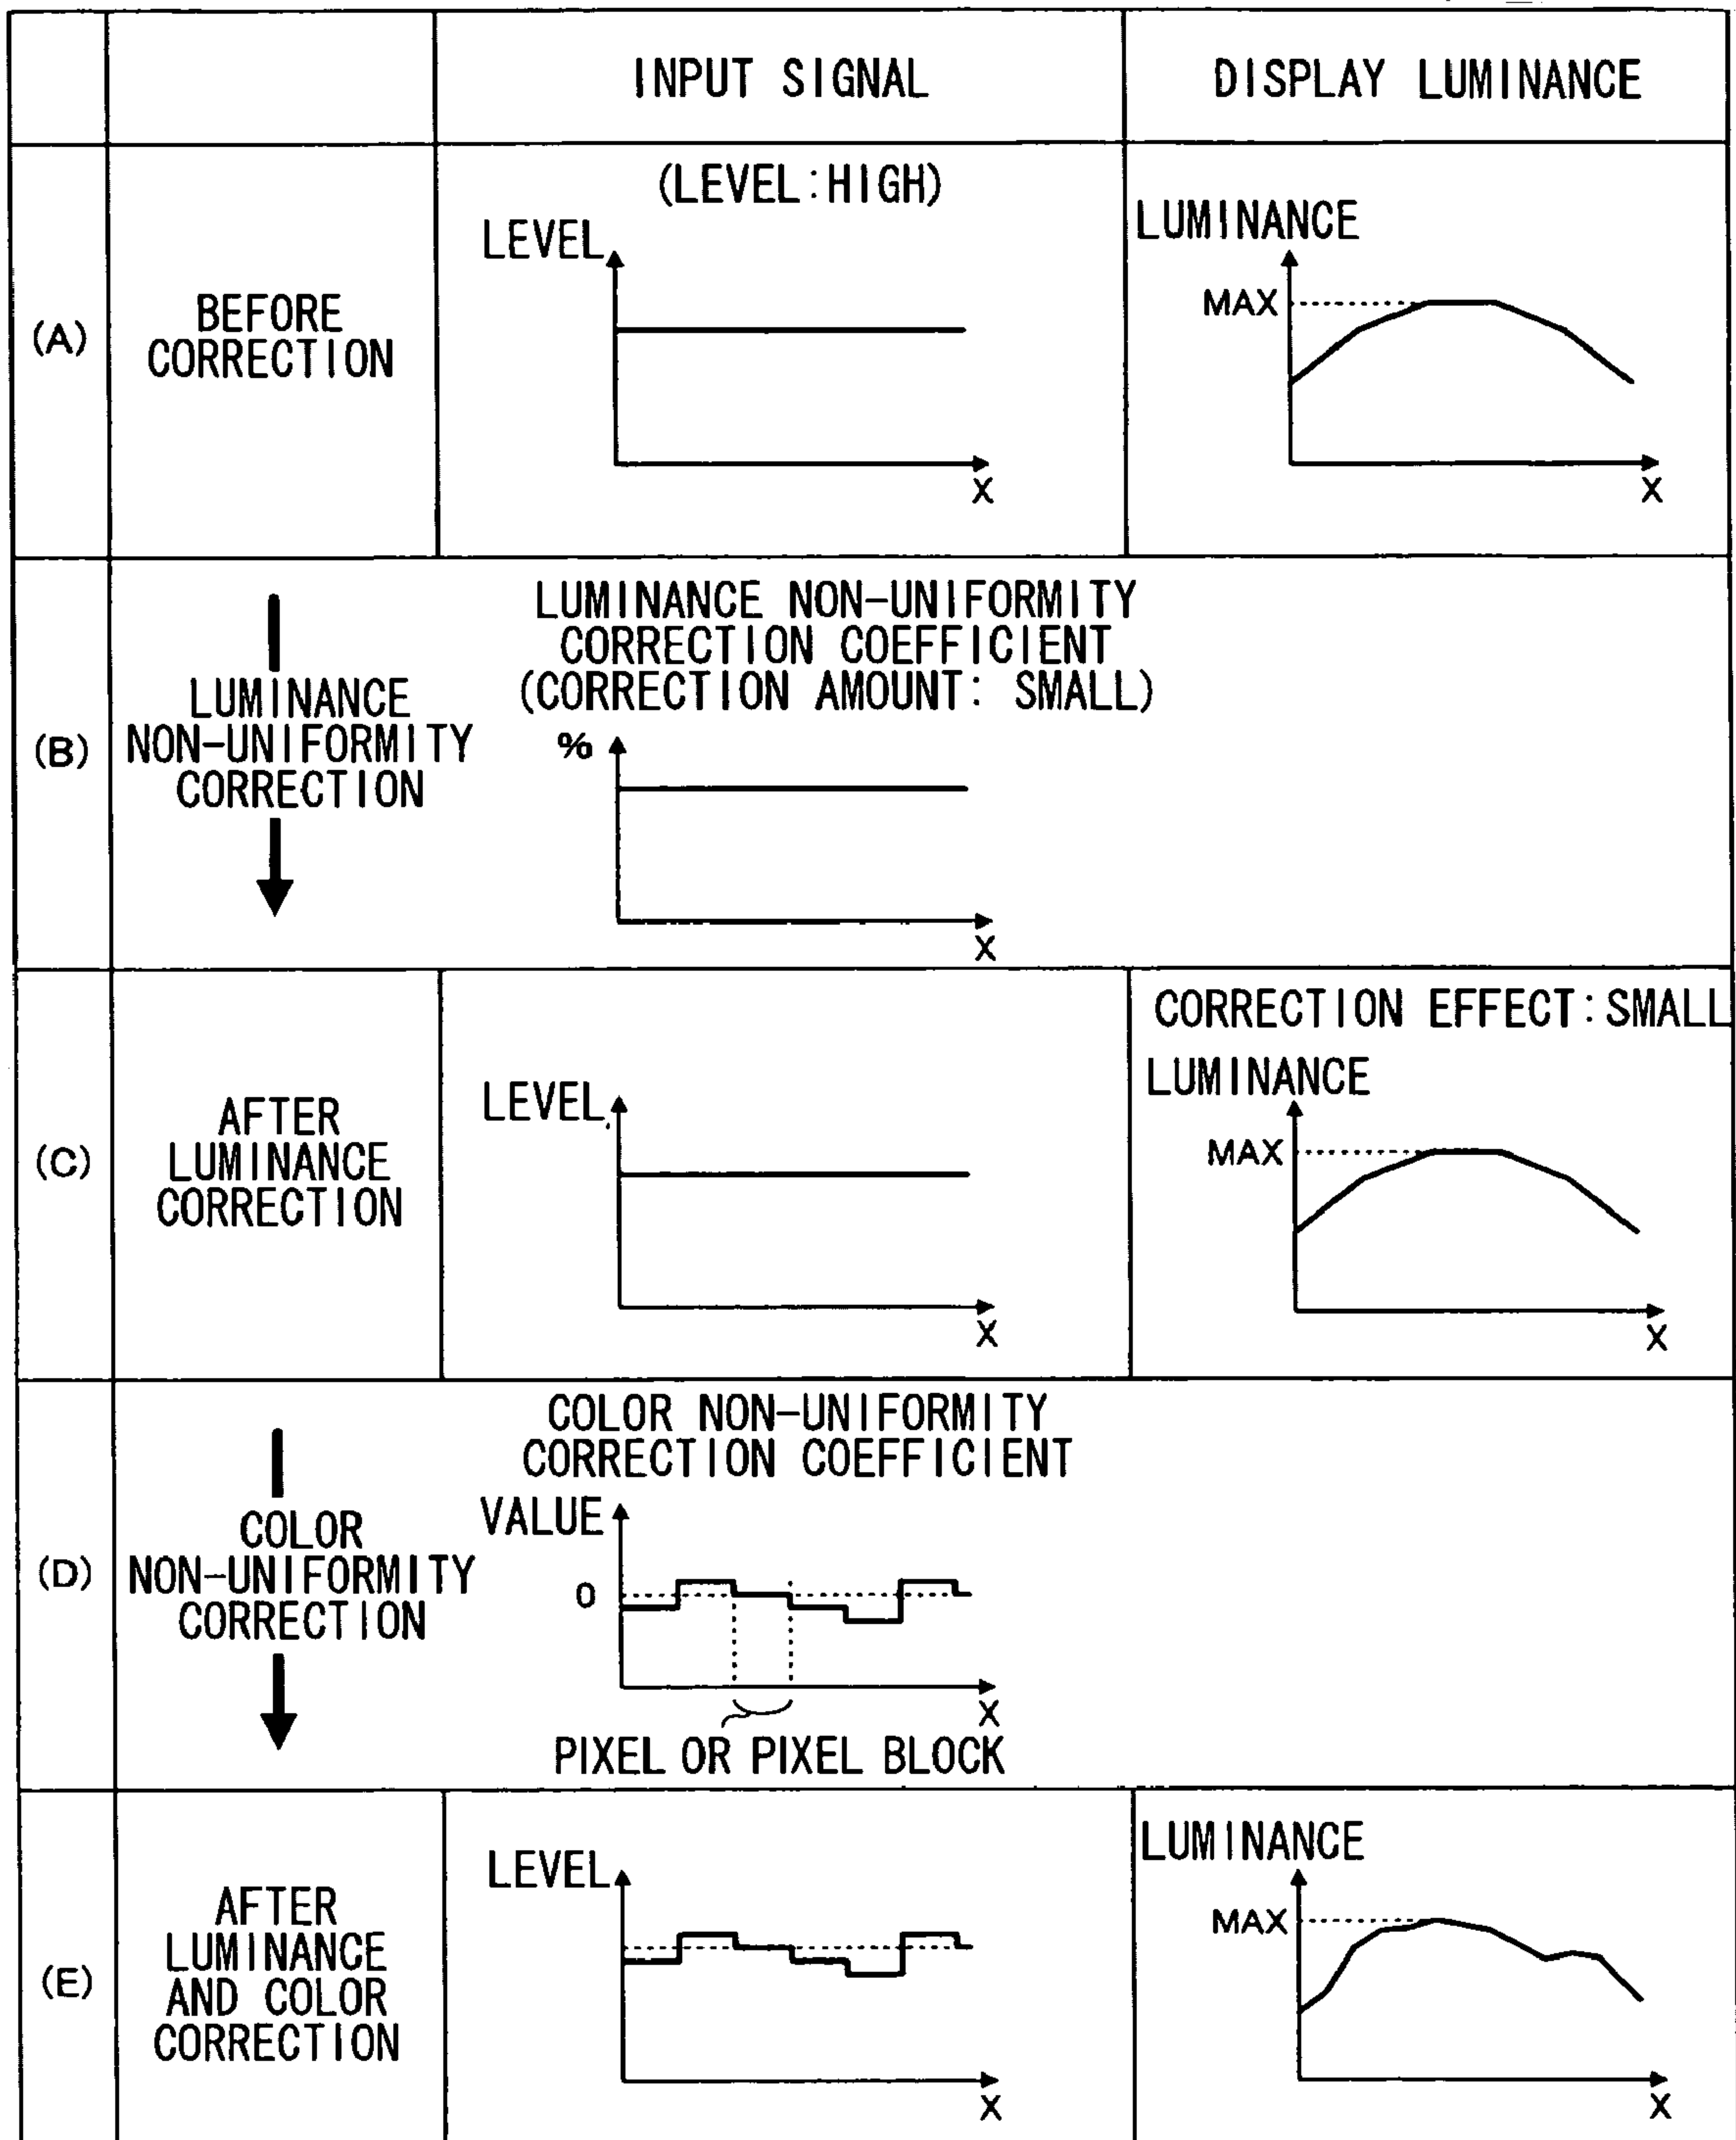 INPUT SIGNAL
DISPLAY LUMINANCE
(A)
BEFORE
CORRECTION
(LEVEL:HIGH)
LEVEL
X
LUMINANCE
MAX
X
(B)
LUMINANCE
NON-UNIFORMITY
CORRECTION
LUMINANCE NON-UNIFORMITY
CORRECTION COEFFICIENT
(CORRECTION AMOUNT: SMALL)
%
X
(C)
AFTER
LUMINANCE
CORRECTION
LEVEL
X
CORRECTION EFFECT:SMALL
LUMINANCE
MAX
X
(D)
COLOR
NON-UNIFORMITY
CORRECTION
COLOR NON-UNIFORMITY
CORRECTION COEFFICIENT
VALUE
0
X
PIXEL OR PIXEL BLOCK
(E)
AFTER
LUMINANCE
AND COLOR
CORRECTION
LEVEL
X
LUMINANCE
MAX
X